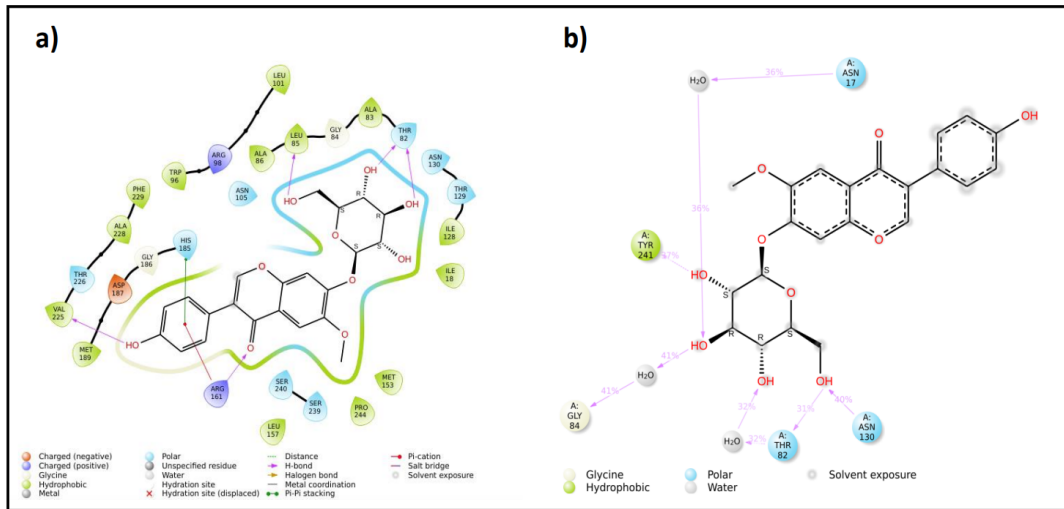 a)
LEU
101
ARG
98
TRP
96
ALA
86
LEU
85
GLY
84
ALA
83
THR
82
ASN
130
THR
129
ILE
128
ILE
18
ASN
105
PHE
229
ALA
228
GLY
186
HIS
185
THR
226
ASP
187
VAL
225
MET
189
ARG
161
SER
240
SER
239
LEU
157
PRO
244
MET
153
OH
HO
OH
OH
O
S
R
R
S
S
O
O
O
O
HO
Charged (negative)
Charged (positive)
Glycine
Hydrophobic
Metal
Polar
Unspecified residue
Water
Hydration site
Hydration site (displaced)
Distance
H-bond
Halogen bond
Metal coordination
Pi-Pi stacking
Pi-cation
Salt bridge
Solvent exposure
b)
H₂O
36%
A:
ASN
17
OH
O
O
O
O
36%
A:
TYR
241
37%
HO
S
S
O
HO
R
R
S
41%
H₂O
41%
A:
GLY
84
OH
OH
32%
H₂O
32%
31%
40%
A:
THR
82
A:
ASN
130
Glycine
Hydrophobic
Polar
Water
Solvent exposure